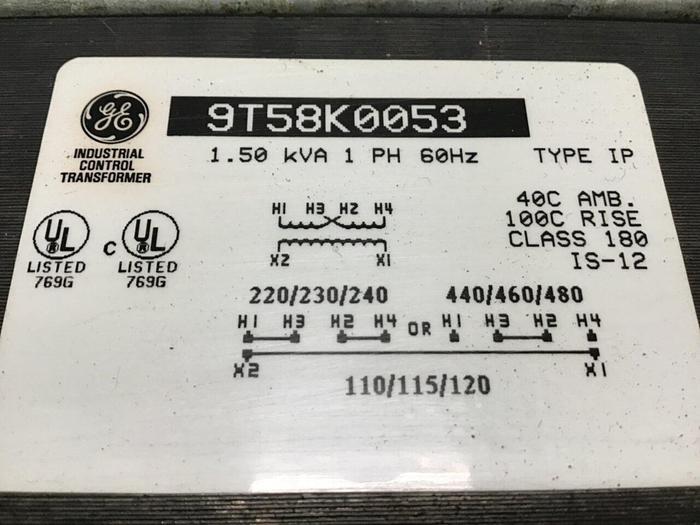 GE
9T58K0053
INDUSTRIAL
CONTROL
TRANSFORMER
1.50 kVA 1 PH 60Hz TYPE IP
40C AMB.
100C RISE
CLASS 180
IS-12
UL
LISTED
769G
C UL
LISTED
769G
H1 H3 H2 H4
X2 X1
220/230/240 440/460/480
H1 H3 H2 H4 OR H1 H3 H2 H4
X2 X1
110/115/120